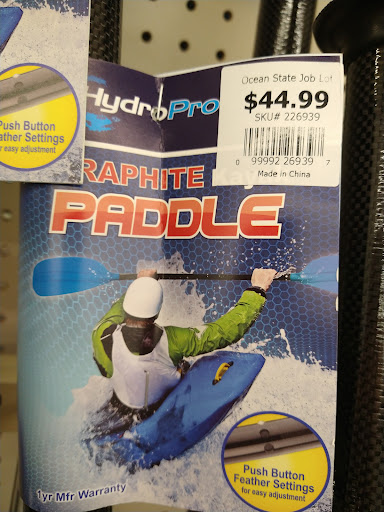 Push Button
Feather Settings
for easy adjustment
HydroPro
Ocean State Job Lot
$44.99
SKU# 226939
0 99992 26939 7
Made in China
RAPHITE Kay
PADDLE
1yr Mfr Warranty
Push Button
Feather Settings
for easy adjustment